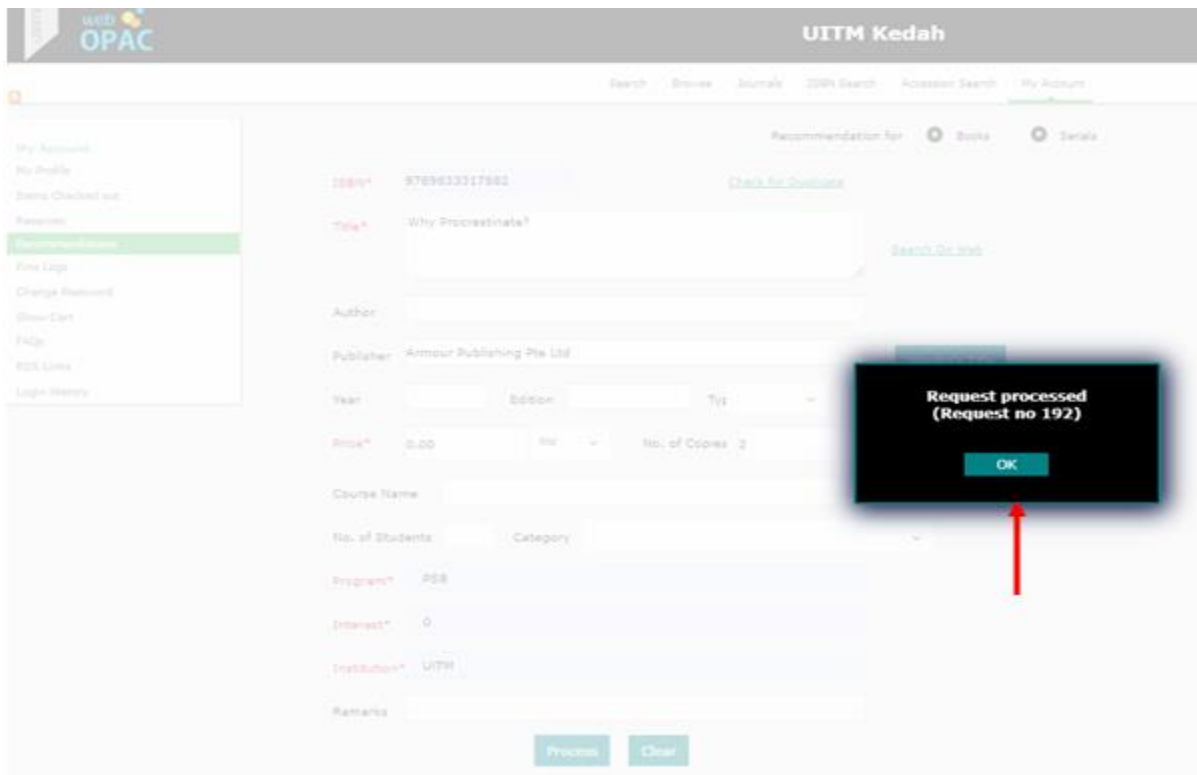 web
OPAC
UITM Kedah
Search Browse Journals ISBN Search Accession Search My Account
Recommendation for Books Serials
My Account
My Profile
Items Checked out
Reserves
Recommendations
Fine Logs
Change Password
Show Cart
FAQs
RSS Links
Login History
ISBN* Check for Duplicate
Title* Why Procrastinate?
Search On Web
Author
Publisher Armour Publishing Pte Ltd
Year Edition
Price* 0.00 No. of Copies 2
Course Name
No. of Students Category
Program*
Interest* 0
Institution* UITM
Remarks
Process Clear
Request processed
(Request no 192)
OK